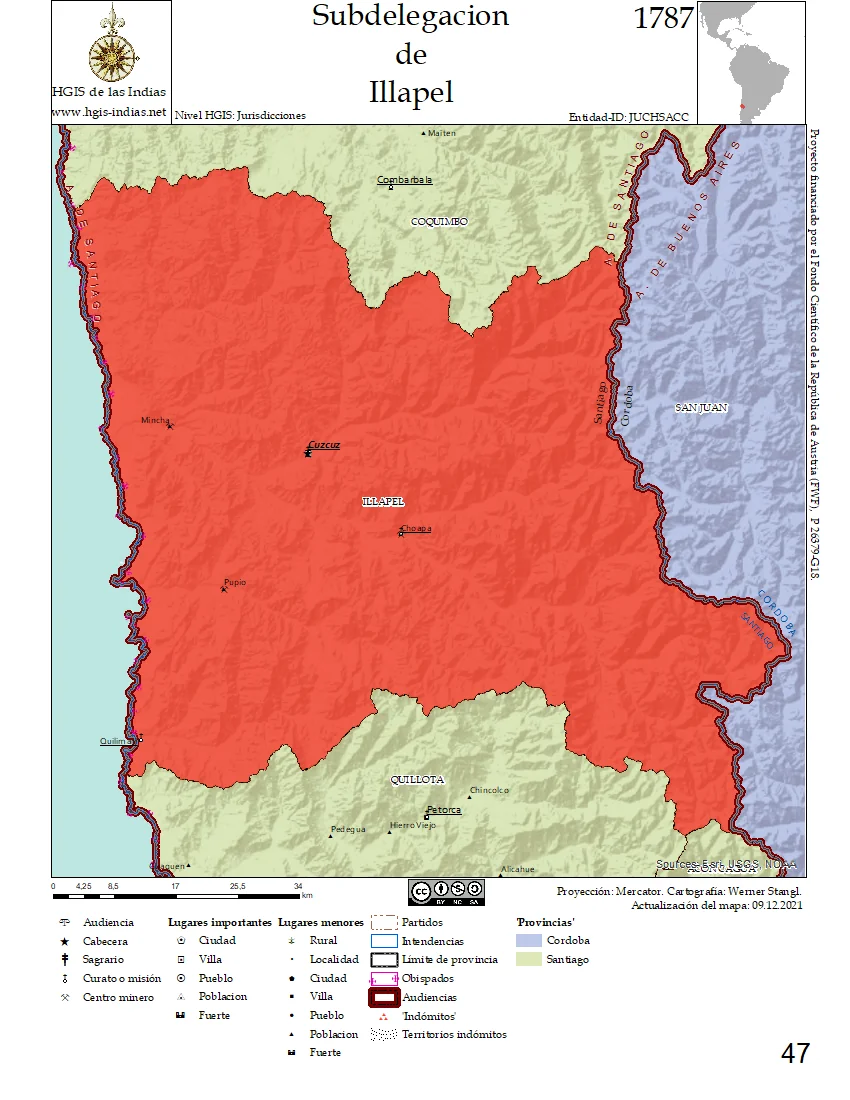 Subdelegacion
de
Illapel
1787
HGIS de las Indias
www.hgis-indias.net
Nivel HGIS: Jurisdicciones
Entidad-ID: JUCHSACC
Proyecto financiado por el Fondo Científico de la República de Austria (FWF), P 26379-G18.
Maiten
Combarbala
COQUIMBO
A. DE SANTIAGO
A. DE BUENOS AIRES
A. DE SANTIAGO
Santiago
Cordoba
SAN JUAN
Mincha
Cuzcuz
ILLAPEL
Choapa
Pupio
CORDOBA
SANTIAGO
QUILLOTA
Chincolco
Petorca
Hierro Viejo
Pedegua
Alicahue
Sources: Esri, USGS, NOAA
0 4,25 8,5 17 25,5 34
km
cc
BY NC SA
Proyección: Mercator. Cartografía: Werner Stangl.
Actualización del mapa: 09.12.2021
Audiencia
Cabecera
Sagrario
Curato o misión
Centro minero
Lugares importantes
Ciudad
Villa
Pueblo
Poblacion
Fuerte
Lugares menores
Rural
Localidad
Ciudad
Villa
Pueblo
Poblacion
Fuerte
Partidos
Intendencias
Límite de provincia
Obispados
Audiencias
'Indómitos'
Territorios indómitos
'Provincias'
Cordoba
Santiago
47